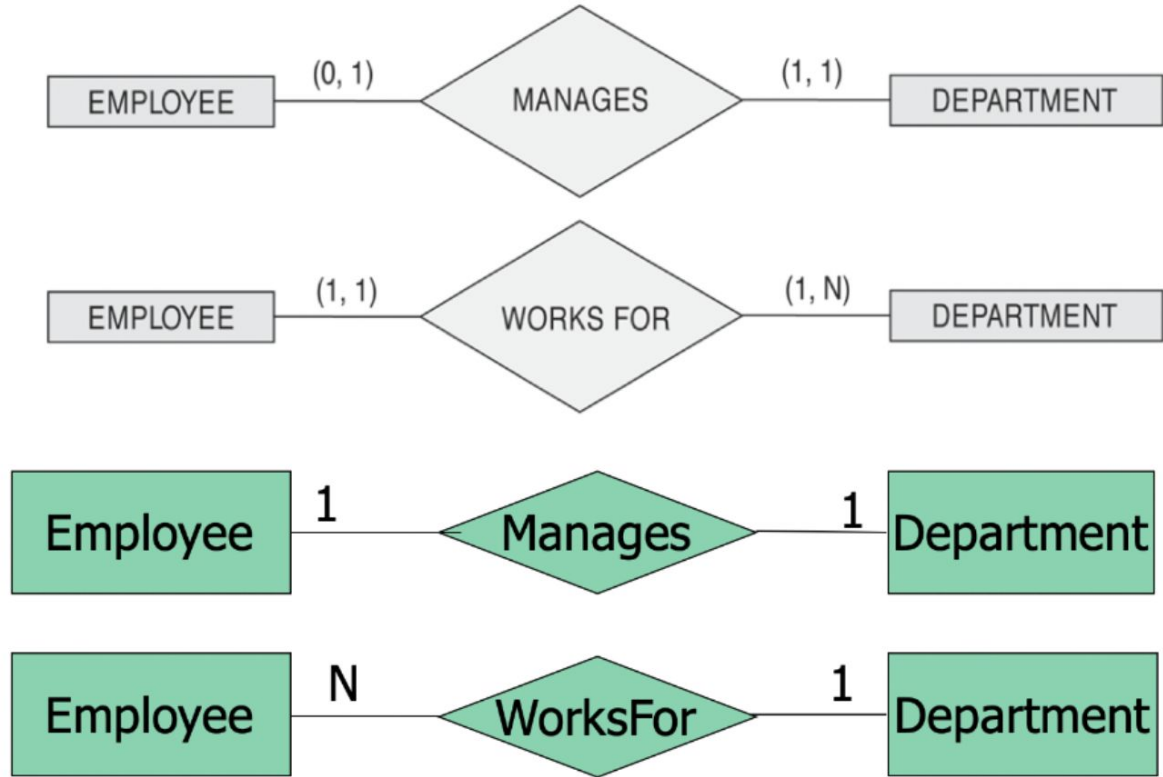 (0, 1) (1, 1)
EMPLOYEE MANAGES DEPARTMENT
(1, 1) (1, N)
EMPLOYEE WORKS FOR DEPARTMENT
1 1
Employee Manages Department
N 1
Employee WorksFor Department